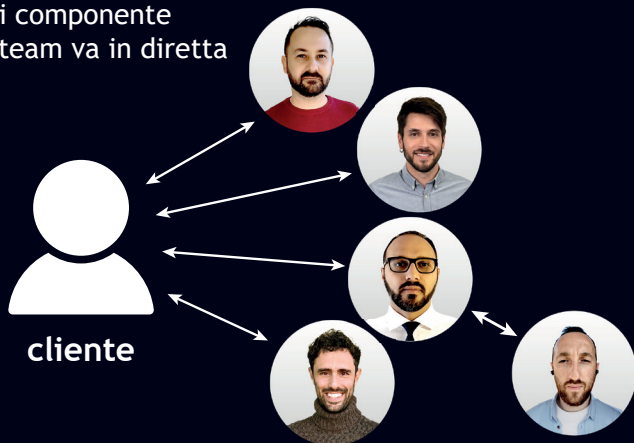 i componente
team va in diretta
cliente